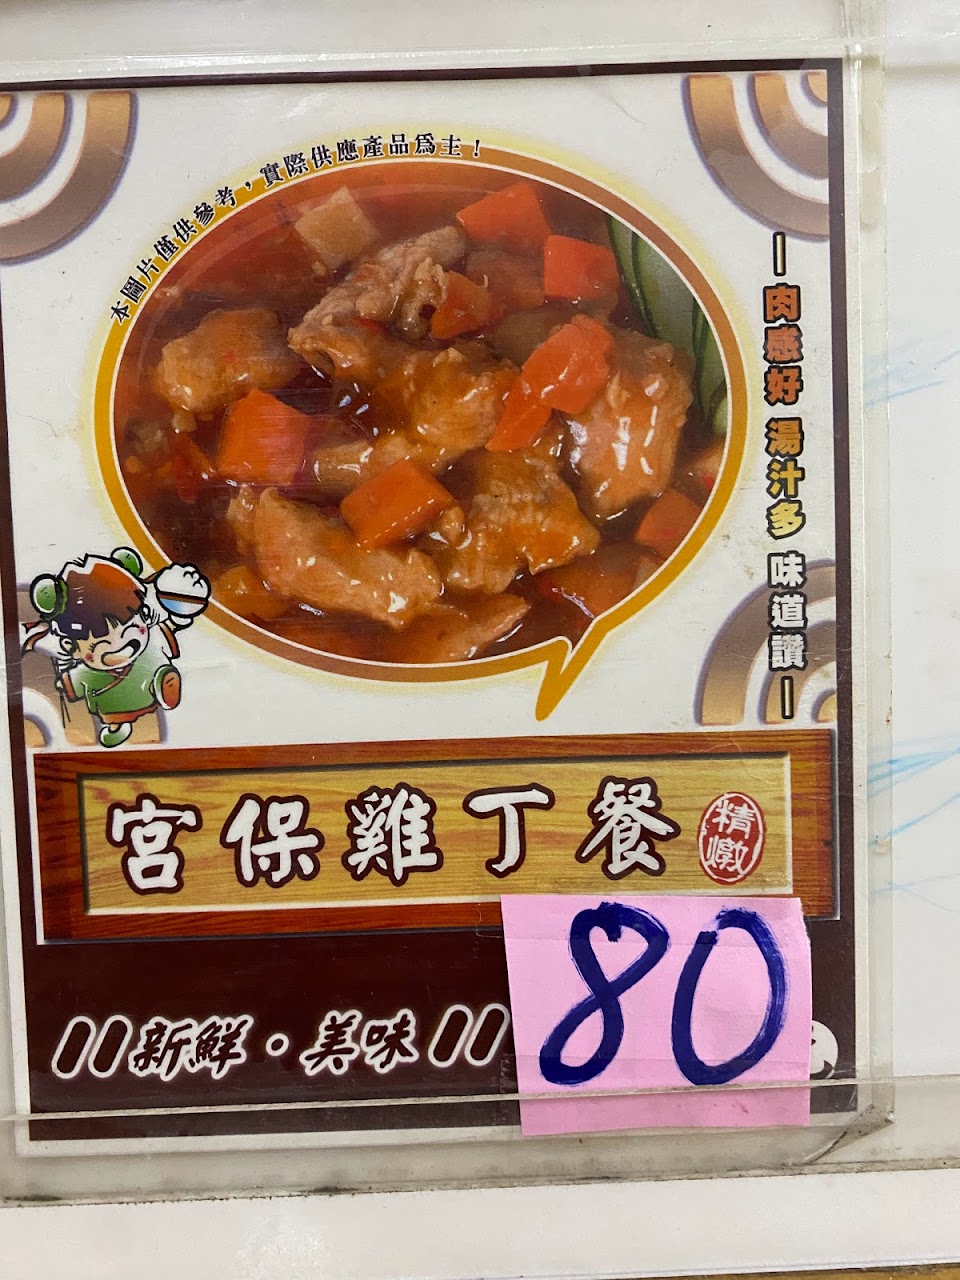 本圖片僅供參考，實際供應產品為主！
肉感好 湯汁多 味道讚
宮保雞丁餐
精燉
新鮮・美味
80